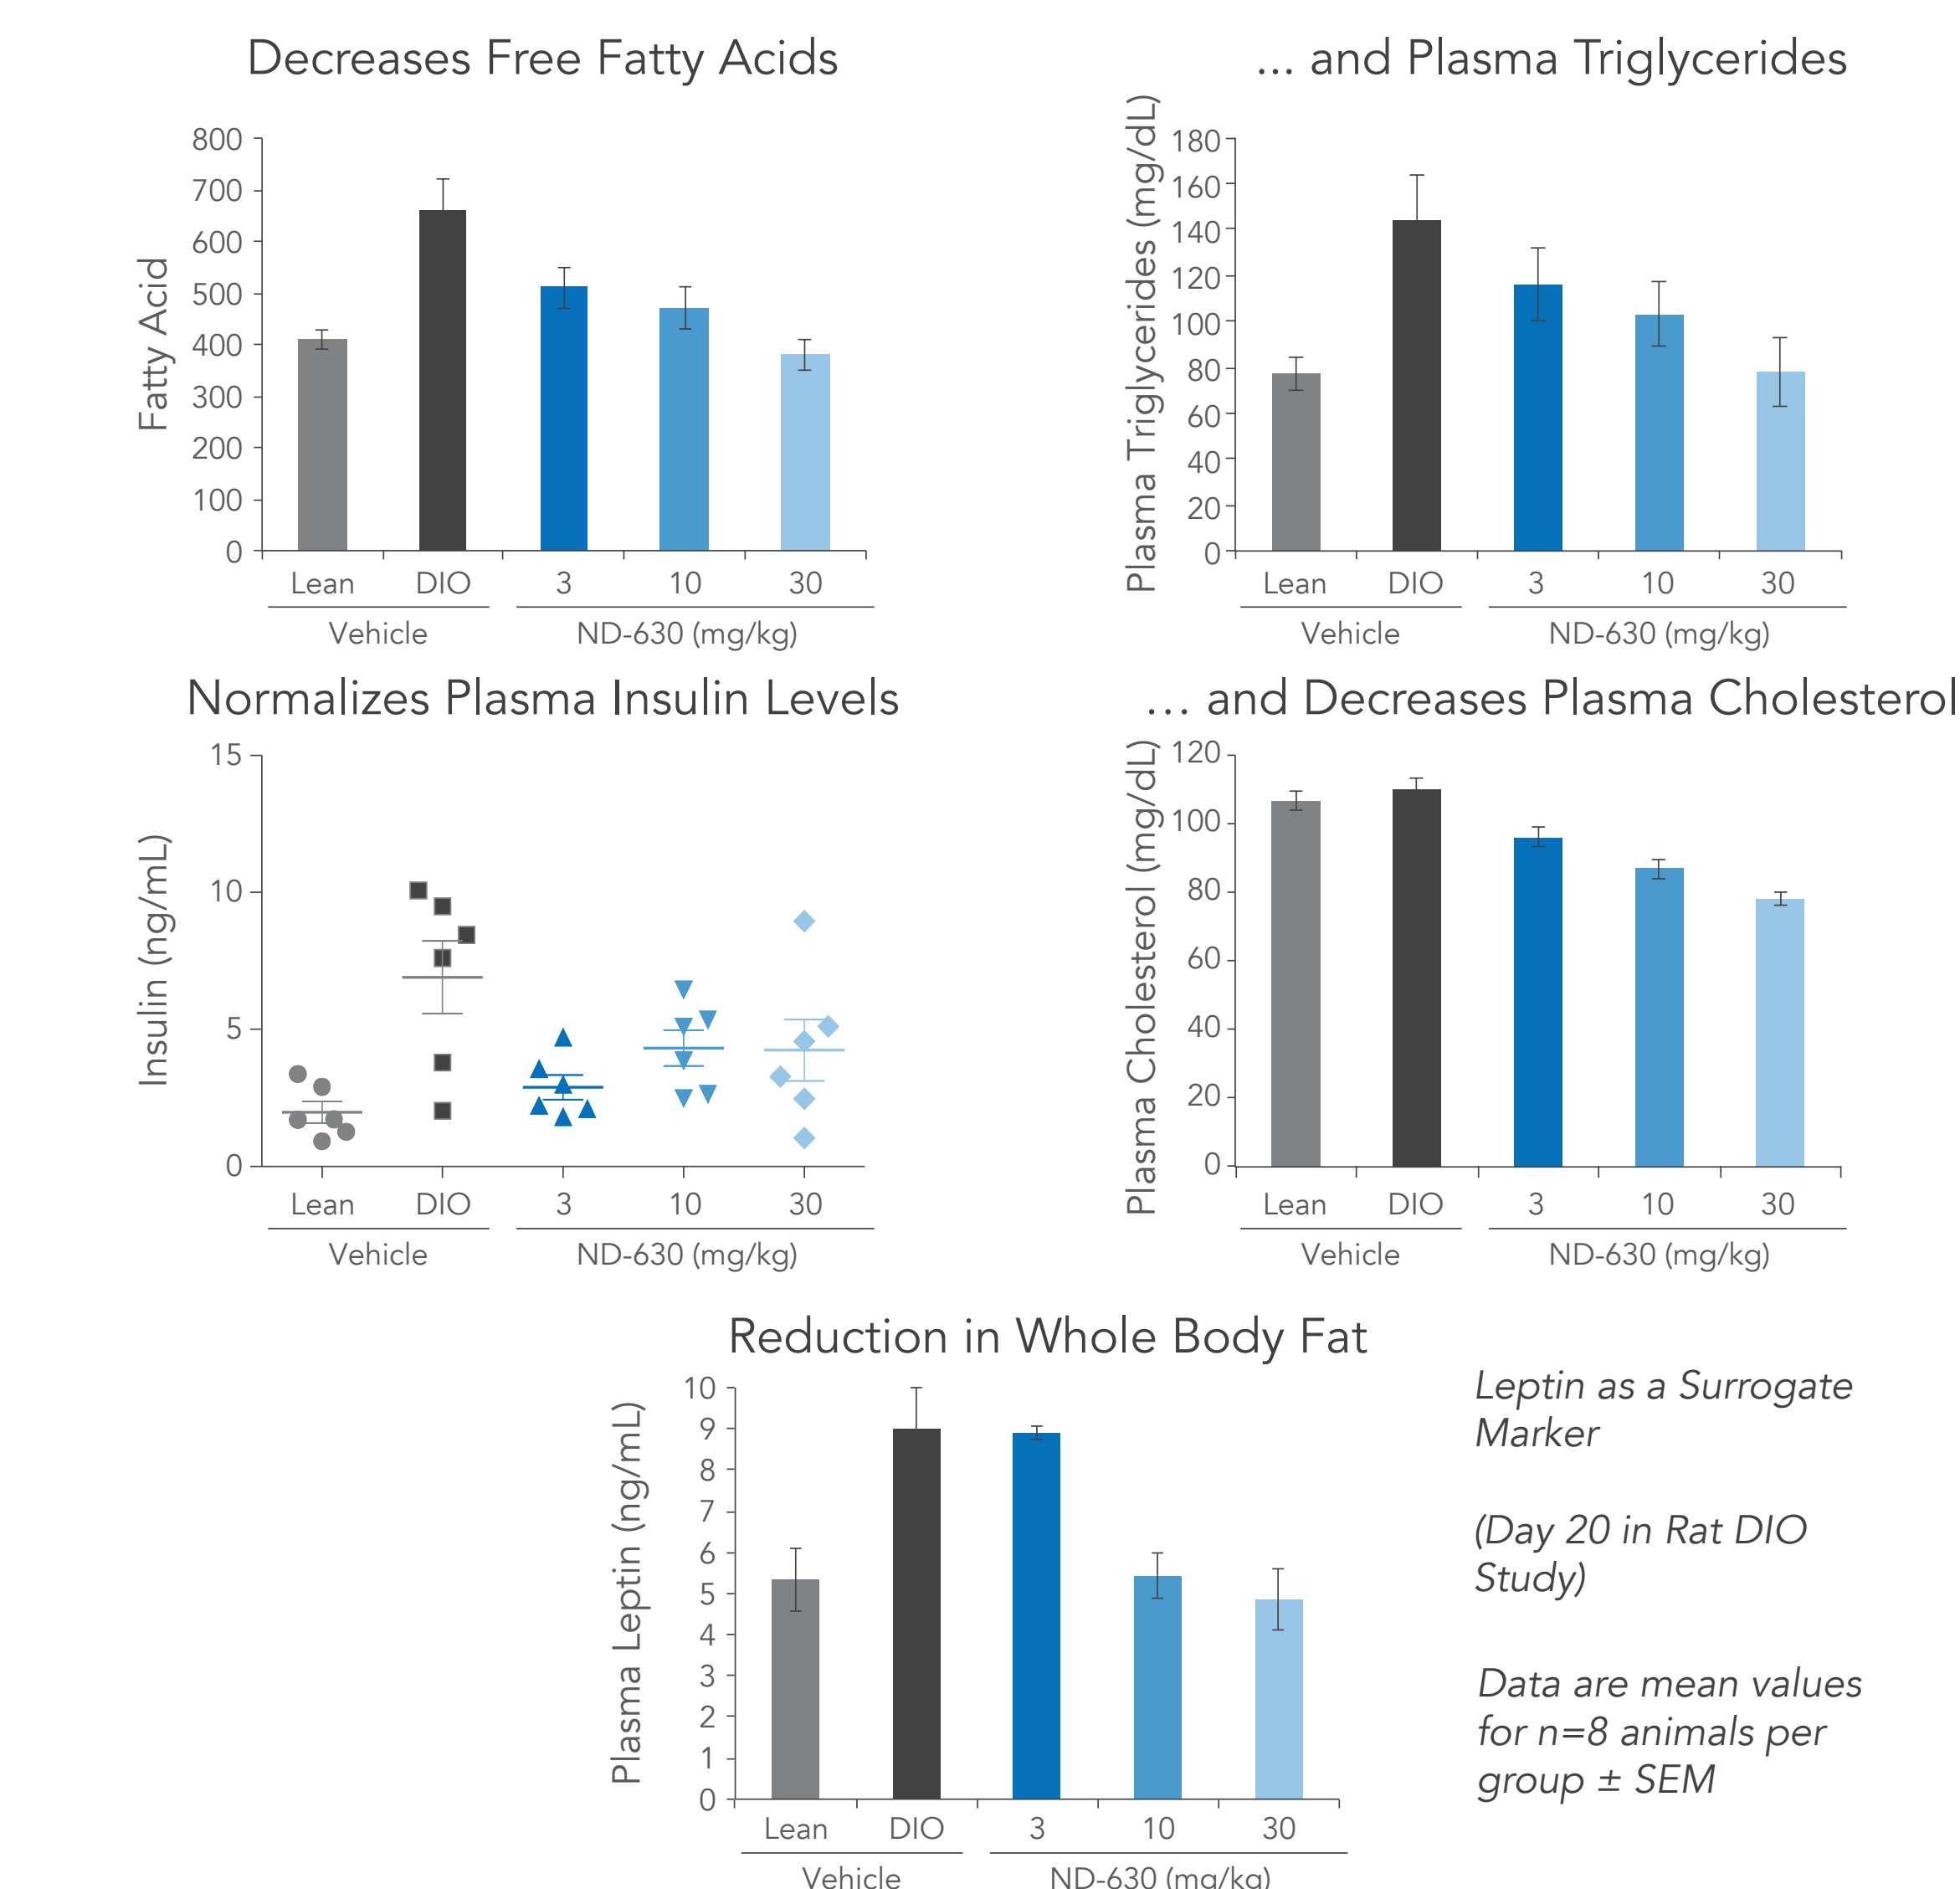 Decreases Free Fatty Acids
Fatty Acid
800
700
600
500
400
300
200
100
0
Lean DIO 3 10 30
Vehicle ND-630 (mg/kg)
... and Plasma Triglycerides
Plasma Triglycerides (mg/dL)
180
160
140
120
100
80
60
40
20
0
Lean DIO 3 10 30
Vehicle ND-630 (mg/kg)
Normalizes Plasma Insulin Levels
Insulin (ng/mL)
15
10
5
0
Lean DIO 3 10 30
Vehicle ND-630 (mg/kg)
... and Decreases Plasma Cholesterol
Plasma Cholesterol (mg/dL)
120
100
80
60
40
20
0
Lean DIO 3 10 30
Vehicle ND-630 (mg/kg)
Reduction in Whole Body Fat
Plasma Leptin (ng/mL)
10
9
8
7
6
5
4
3
2
1
0
Lean DIO 3 10 30
Vehicle ND-630 (mg/kg)
Leptin as a Surrogate
Marker
(Day 20 in Rat DIO
Study)
Data are mean values
for n=8 animals per
group ± SEM